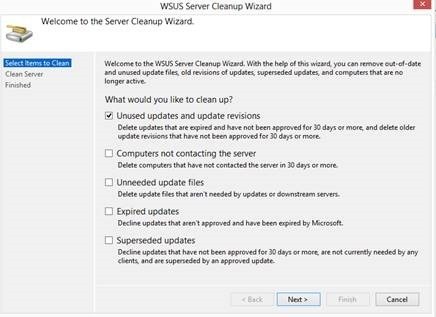 WSUS Server Cleanup Wizard
Welcome to the Server Cleanup Wizard.
Select Items to Clean
Clean Server
Finished
Welcome to the WSUS Server Cleanup Wizard. With the help of this wizard, you can remove out-of-date
and unused update files, old revisions of updates, superseded updates, and computers that are no
longer active.
What would you like to clean up?
Unused updates and update revisions
Delete updates that are expired and have not been approved for 30 days or more, and delete older
update revisions that have not been approved for 30 days or more.
Computers not contacting the server
Delete computers that have not contacted the server in 30 days or more.
Unneeded update files
Delete update files that aren't needed by updates or downstream servers.
Expired updates
Decline updates that aren't approved and have been expired by Microsoft.
Superseded updates
Decline updates that have not been approved for 30 days or more, are not currently needed by any
clients, and are superseded by an approved update.
< Back
Next >
Finish
Cancel